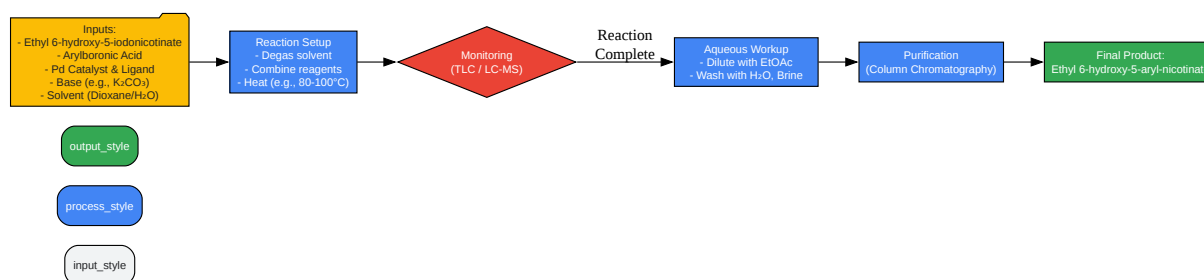 Inputs:
- Ethyl 6-hydroxy-5-iodonicotinate
- Arylboronic Acid
- Pd Catalyst & Ligand
- Base (e.g., K₂CO₃)
- Solvent (Dioxane/H₂O)
Reaction Setup
- Degas solvent
- Combine reagents
- Heat (e.g., 80-100°C)
Monitoring
(TLC / LC-MS)
Reaction
Complete
Aqueous Workup
- Dilute with EtOAc
- Wash with H₂O, Brine
Purification
(Column Chromatography)
Final Product:
Ethyl 6-hydroxy-5-aryl-nicotinat
output_style
process_style
input_style